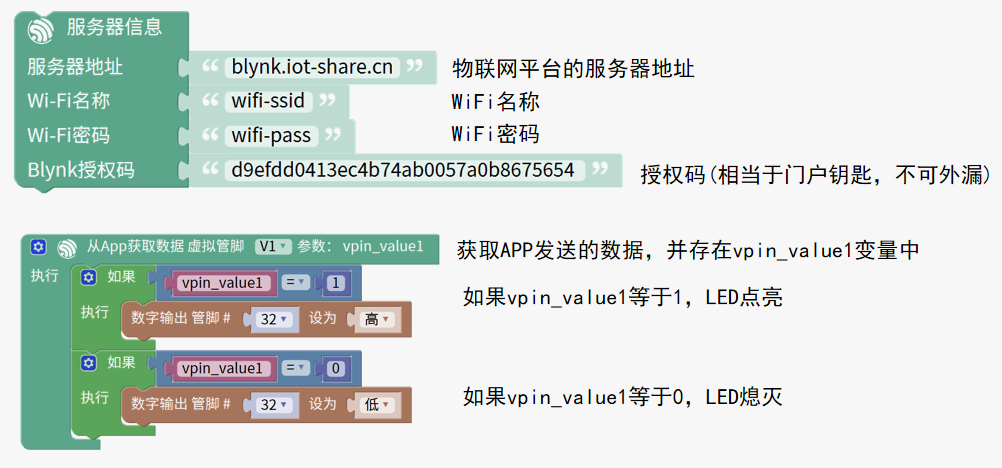 服务器信息
服务器地址 “ blynk.iot-share.cn ” 物联网平台的服务器地址
Wi-Fi名称 “ wifi-ssid ” WiFi名称
Wi-Fi密码 “ wifi-pass ” WiFi密码
Blynk授权码 “ d9efdd0413ec4b74ab0057a0b8675654 ” 授权码(相当于门户钥匙，不可外漏)
从App获取数据 虚拟管脚 V1 参数： vpin_value1 获取APP发送的数据，并存在vpin_value1变量中
执行 如果 vpin_value1 = 1 如果vpin_value1等于1，LED点亮
执行 数字输出 管脚 # 32 设为 高
如果 vpin_value1 = 0
执行 数字输出 管脚 # 32 设为 低 如果vpin_value1等于0，LED熄灭